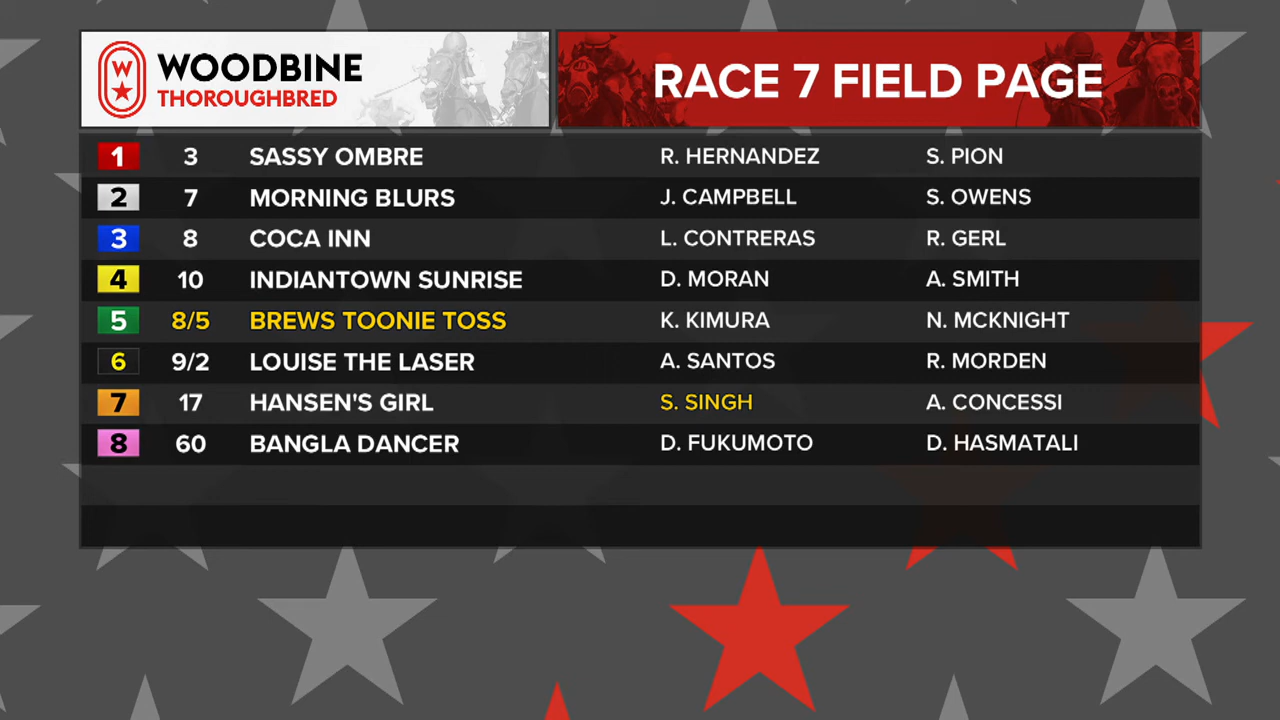 W
WOODBINE
THOROUGHBRED
RACE 7 FIELD PAGE
1 3 SASSY OMBRE R. HERNANDEZ S. PION
2 7 MORNING BLURS J. CAMPBELL S. OWENS
3 8 COCA INN L. CONTRERAS R. GERL
4 10 INDIANTOWN SUNRISE D. MORAN A. SMITH
5 8/5 BREWS TOONIE TOSS K. KIMURA N. MCKNIGHT
6 9/2 LOUISE THE LASER A. SANTOS R. MORDEN
7 17 HANSEN'S GIRL S. SINGH A. CONCESSI
8 60 BANGLA DANCER D. FUKUMOTO D. HASMATALI